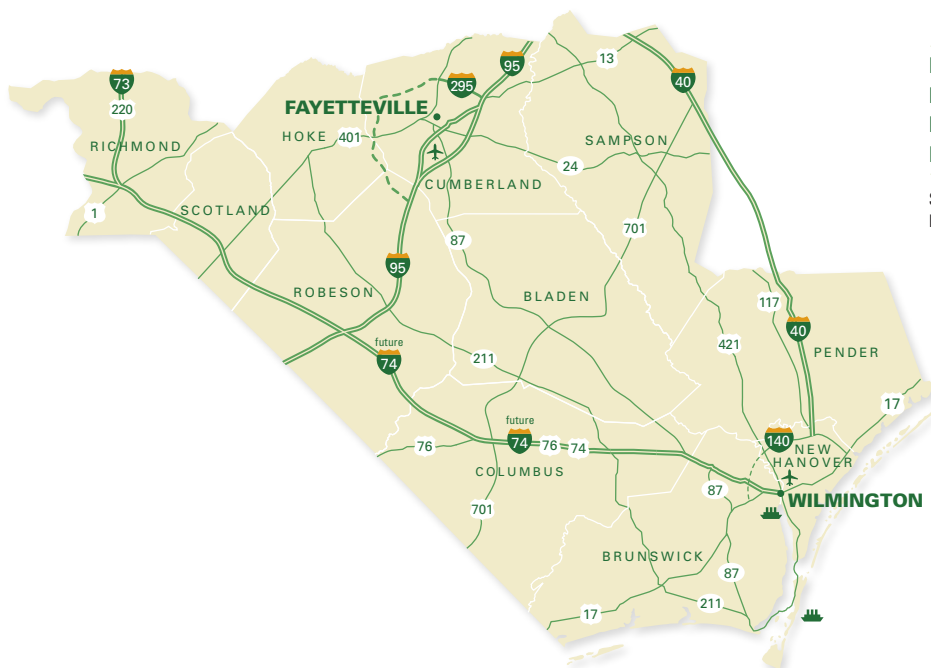 95
13
73
295
40
220
FAYETTEVILLE
HOKE
401
RICHMOND
SAMPSON
24
CUMBERLAND
1
SCOTLAND
701
87
95
ROBESON
BLADEN
117
40
future
74
421
PENDER
211
17
future
74
76
74
76
140
NEW
HANOVER
COLUMBUS
87
WILMINGTON
701
BRUNSWICK
87
211
17